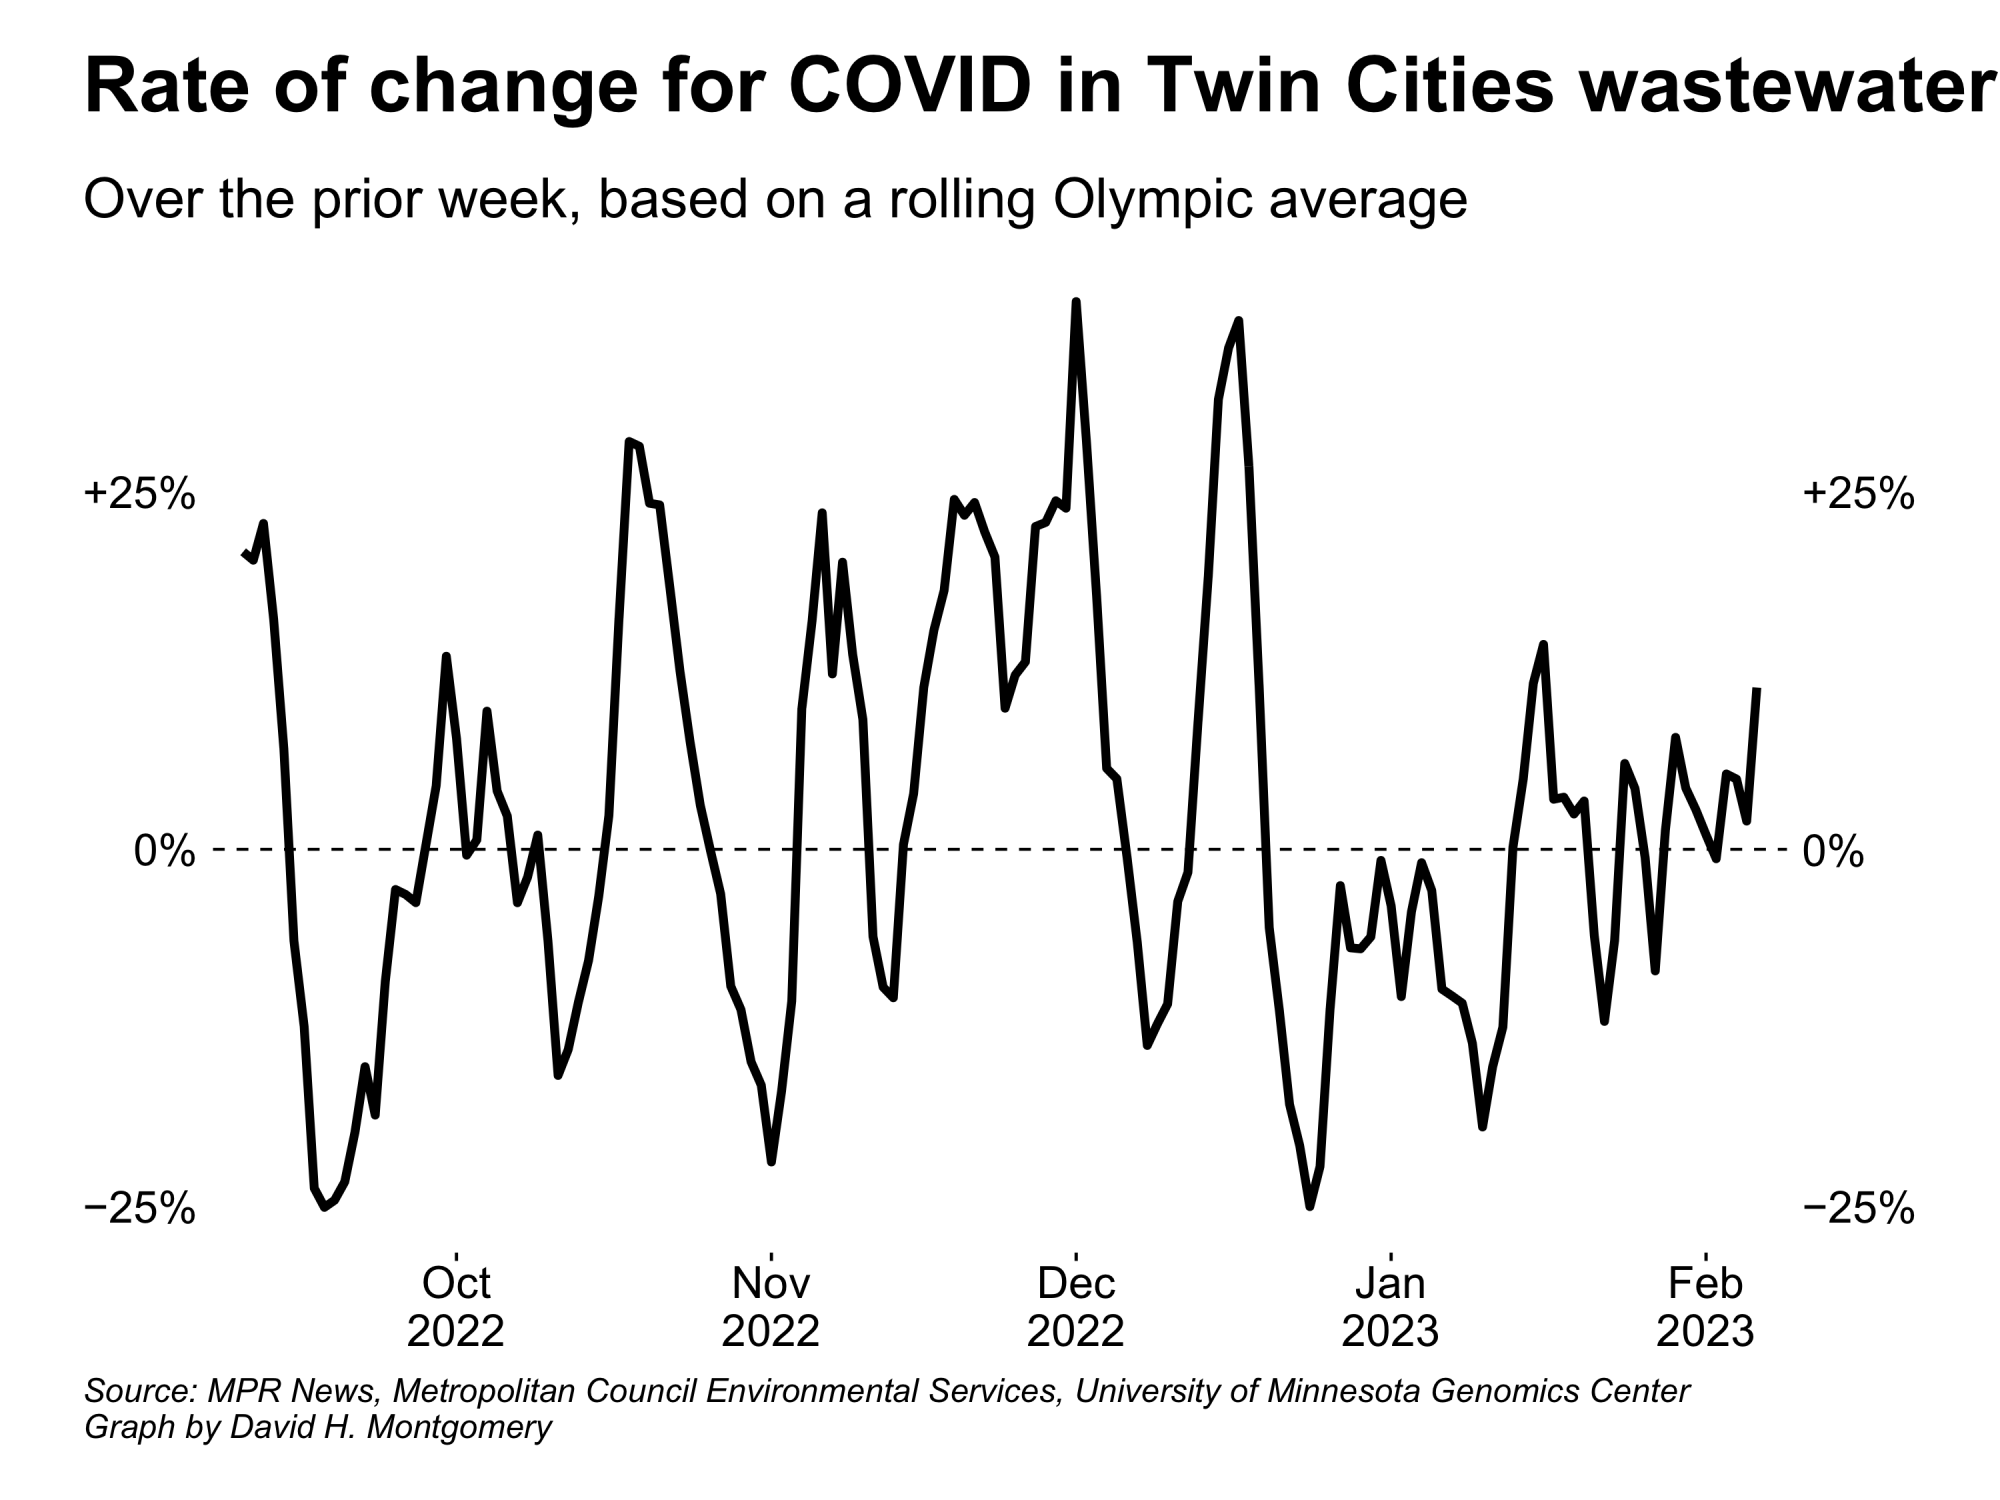 Rate of change for COVID in Twin Cities wastewater
Over the prior week, based on a rolling Olympic average
+25%
+25%
0%
0%
−25%
−25%
Oct
2022
Nov
2022
Dec
2022
Jan
2023
Feb
2023
Source: MPR News, Metropolitan Council Environmental Services, University of Minnesota Genomics Center
Graph by David H. Montgomery